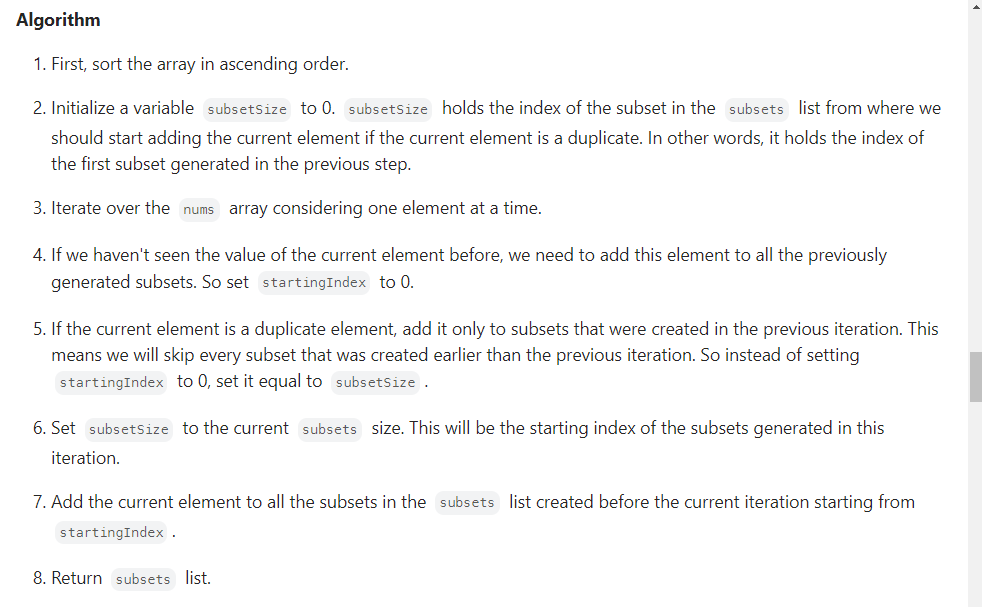 Algorithm
1. First, sort the array in ascending order.
2. Initialize a variable subsetSize to 0. subsetSize holds the index of the subset in the subsets list from where we
should start adding the current element if the current element is a duplicate. In other words, it holds the index of
the first subset generated in the previous step.
3. Iterate over the nums array considering one element at a time.
4. If we haven't seen the value of the current element before, we need to add this element to all the previously
generated subsets. So set startingIndex to 0.
5. If the current element is a duplicate element, add it only to subsets that were created in the previous iteration. This
means we will skip every subset that was created earlier than the previous iteration. So instead of setting
startingIndex to 0, set it equal to subsetSize .
6. Set subsetSize to the current subsets size. This will be the starting index of the subsets generated in this
iteration.
7. Add the current element to all the subsets in the subsets list created before the current iteration starting from
startingIndex .
8. Return subsets list.